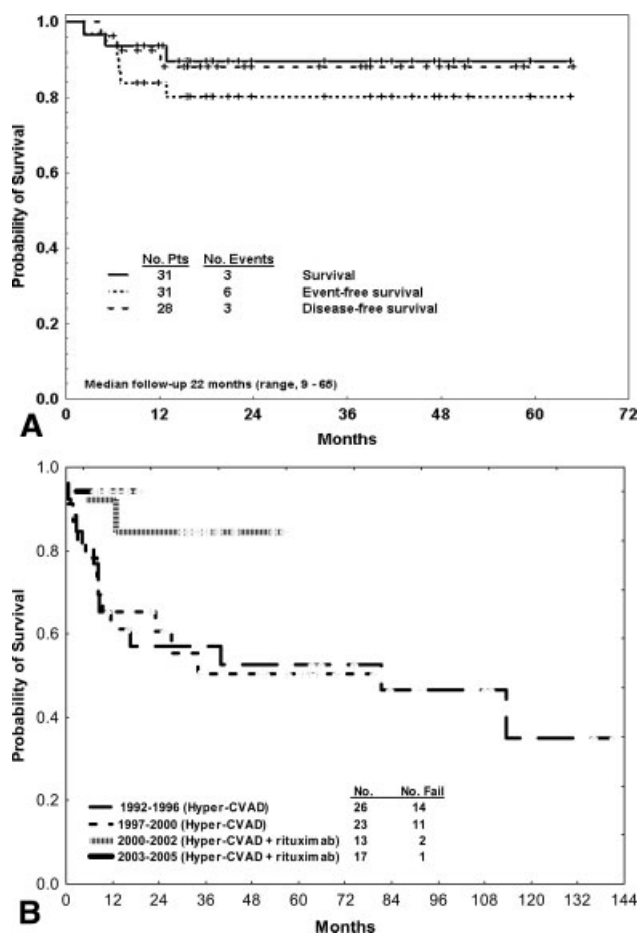 1.0
0.8
0.6
0.4
0.2
0.0
Probability of Survival
No. Pts No. Events
31 3 Survival
31 6 Event-free survival
28 3 Disease-free survival
Median follow-up 22 months (range, 9 - 68)
0 12 24 36 48 60 72
Months
A
1.0
0.8
0.6
0.4
0.2
0.0
Probability of Survival
No. No. Fail
1992-1996 (Hyper-CVAD) 26 14
1997-2000 (Hyper-CVAD) 23 11
2000-2002 (Hyper-CVAD + rituximab) 13 2
2003-2005 (Hyper-CVAD + rituximab) 17 1
0 12 24 36 48 60 72 84 96 108 120 132 144
Months
B